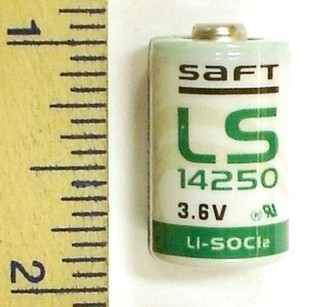 1
2
SAFT
LS
14250
3.6V
Li-SOCl₂